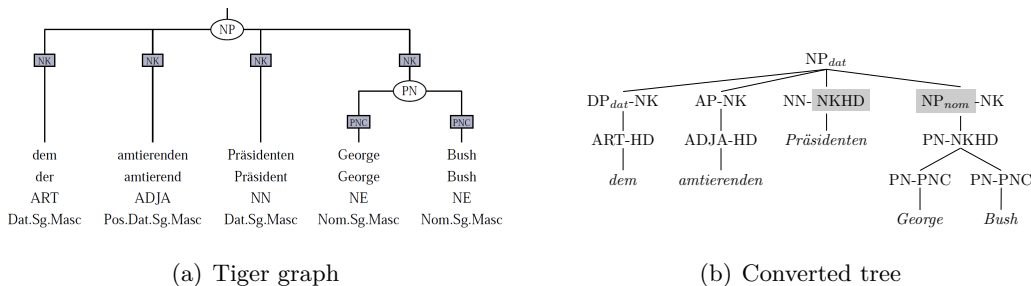 NP
NK NK NK NK
PN
PNC PNC
dem amtierenden Präsidenten George Bush
der amtierend Präsident George Bush
ART ADJA NN NE NE
Dat.Sg.Masc Pos.Dat.Sg.Masc Dat.Sg.Masc Nom.Sg.Masc Nom.Sg.Masc
(a) Tiger graph
NPdat
DPdat-NK AP-NK NN-NKHD NPnom-NK
ART-HD ADJA-HD Präsidenten PN-NKHD
dem amtierenden PN-PNC PN-PNC
George Bush
(b) Converted tree